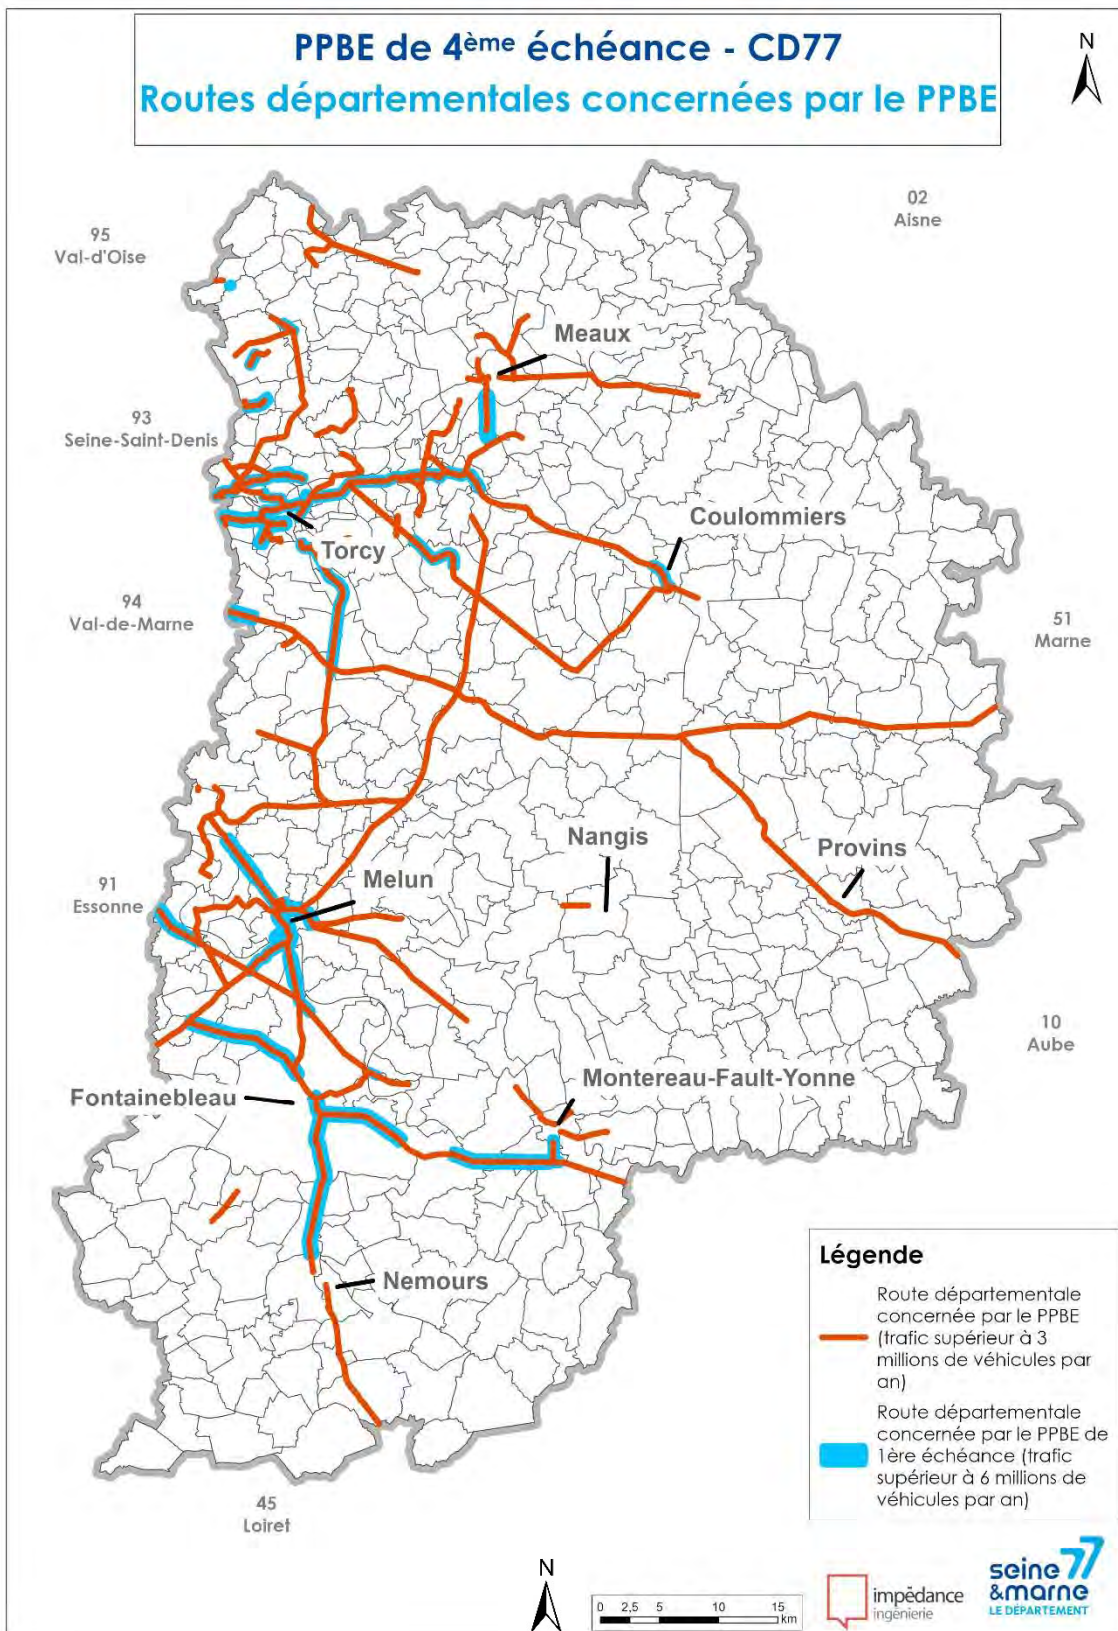 PPBE de 4ème échéance - CD77
Routes départementales concernées par le PPBE
N
02
Aisne
95
Val-d'Oise
Meaux
93
Seine-Saint-Denis
Coulommiers
Torcy
94
Val-de-Marne
51
Marne
Nangis
Provins
Melun
91
Essonne
10
Aube
Montereau-Fault-Yonne
Fontainebleau
Nemours
Légende
Route départementale
concernée par le PPBE
(trafic supérieur à 3
millions de véhicules par
an)
Route départementale
concernée par le PPBE de
1ère échéance (trafic
supérieur à 6 millions de
véhicules par an)
45
Loiret
N
0 2,5 5 10 15
km
impédance
ingénierie
seine 77
&marne
LE DÉPARTEMENT